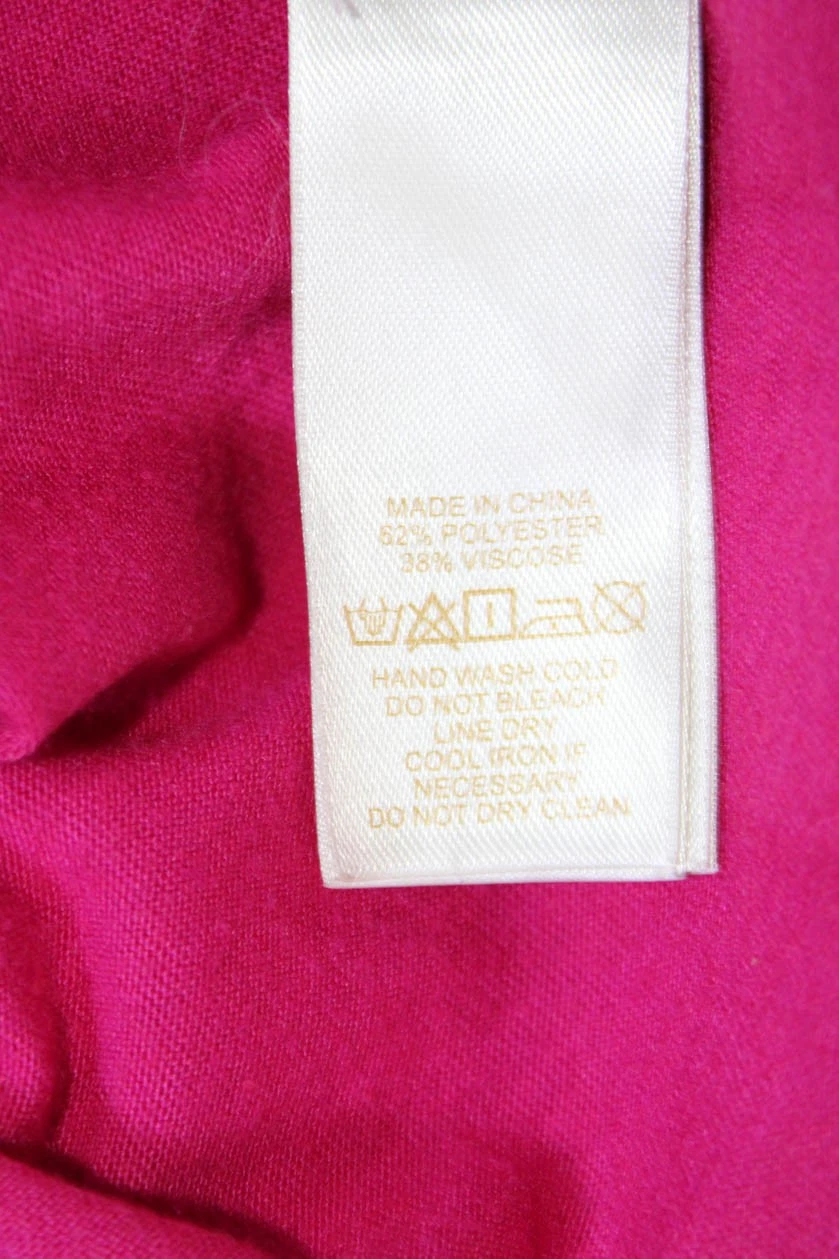 MADE IN CHINA
62% POLYESTER
38% VISCOSE
HAND WASH COLD
DO NOT BLEACH
LINE DRY
COOL IRON IF
NECESSARY
DO NOT DRY CLEAN